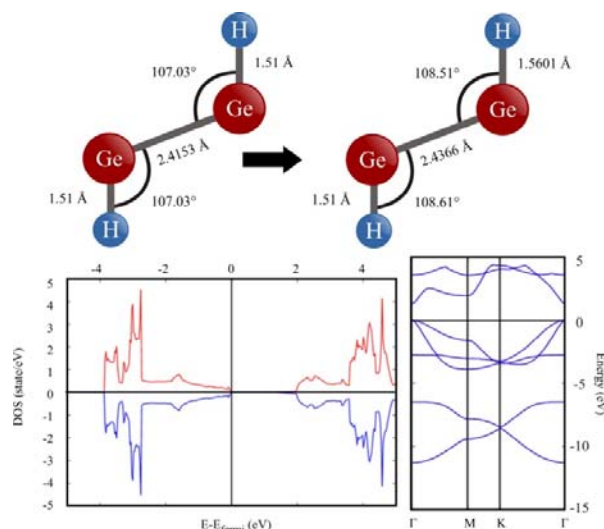 H
H
107.03°
1.51 Å
108.51°
1.5601 Å
Ge
Ge
Ge
2.4153 Å
Ge
2.4366 Å
1.51 Å
107.03°
1.51 Å
108.61°
H
H
-4
-2
0
2
4
5
4
3
2
1
0
-1
-2
-3
-4
-5
DOS (state/eV)
E-E_fermi (eV)
5
0
-5
-10
-15
Energy (eV)
Γ
M
K
Γ